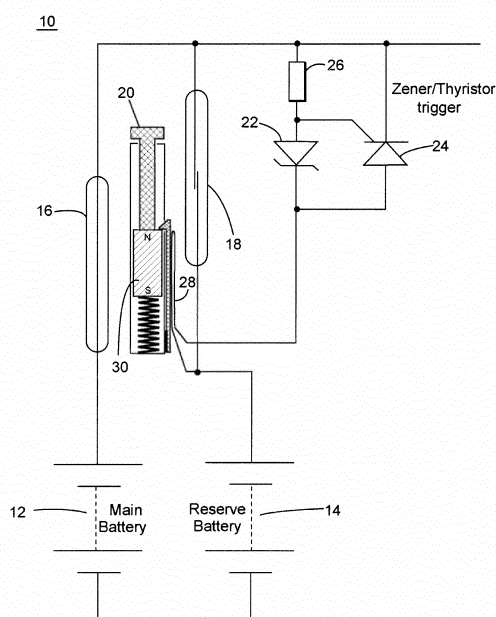 10
26
20
Zener/Thyristor
trigger
22
24
16
18
N
S
28
30
12
Main
Battery
Reserve
Battery
14